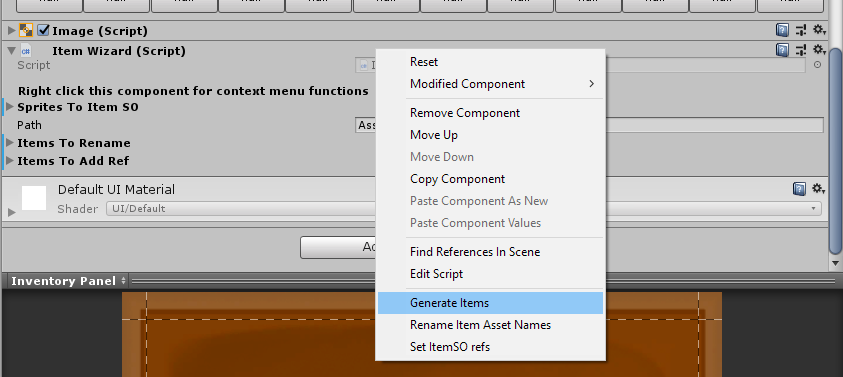 Image (Script)
Item Wizard (Script)
Script
Right click this component for context menu functions
Sprites To Item SO
Path
Ass
Items To Rename
Items To Add Ref
Default UI Material
Shader UI/Default
Inventory Panel
Reset
Modified Component
Remove Component
Move Up
Move Down
Copy Component
Paste Component As New
Paste Component Values
Find References In Scene
Edit Script
Generate Items
Rename Item Asset Names
Set ItemSO refs